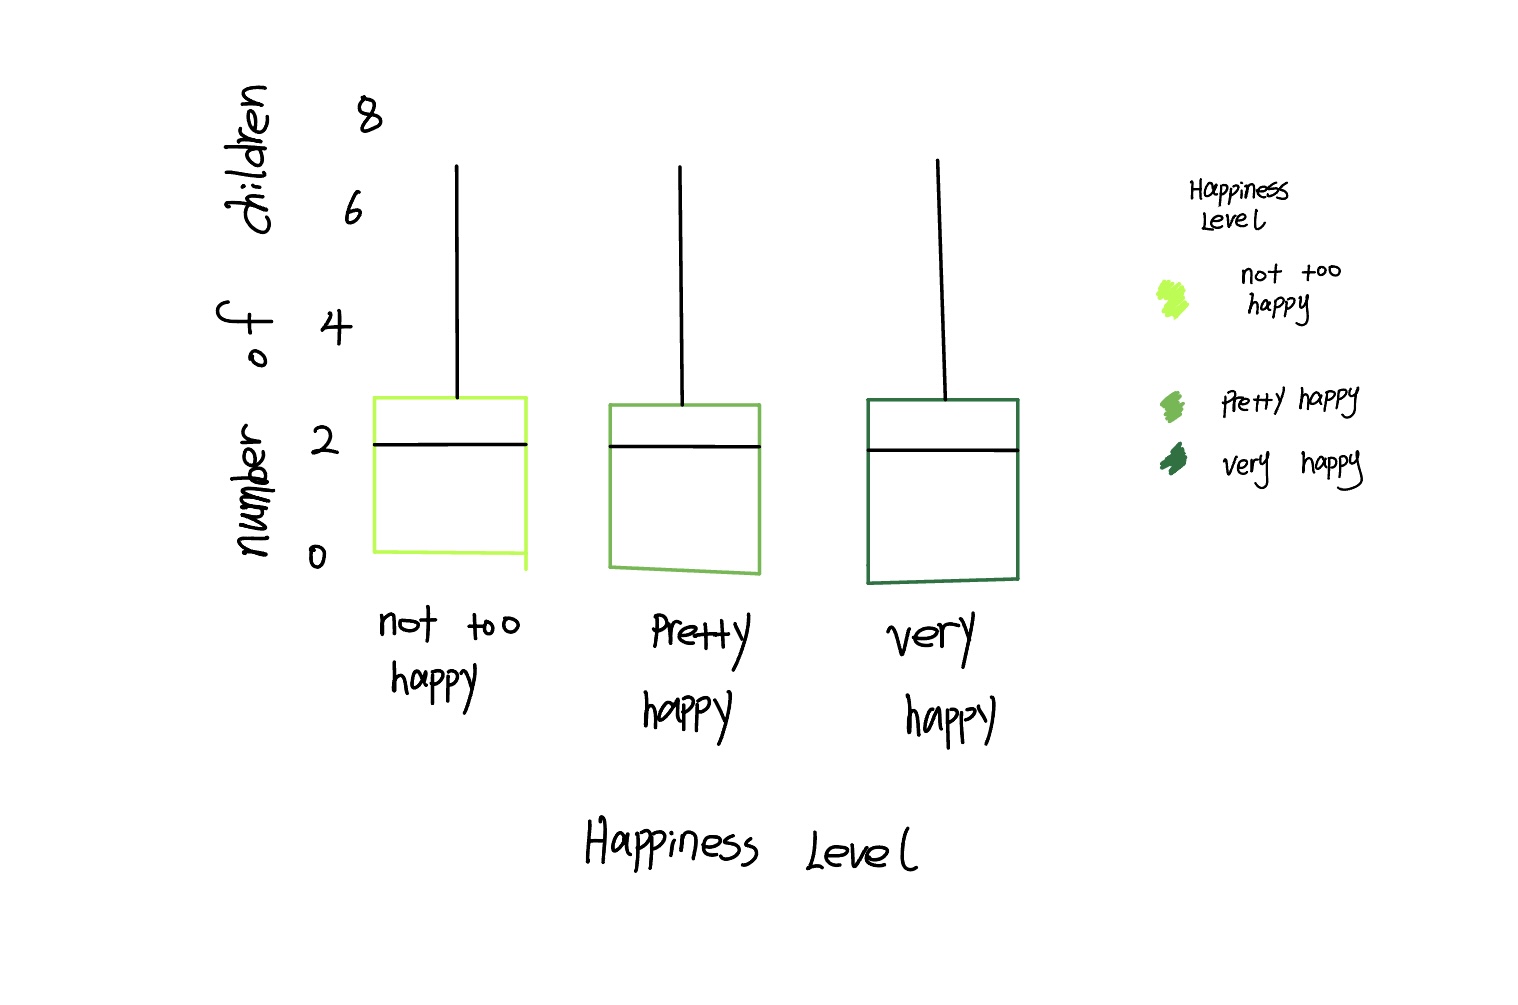 number of children
8
6
4
2
0
not too
happy
Pretty
happy
very
happy
Happiness Level
Happiness
Level
not too
happy
Pretty happy
very happy